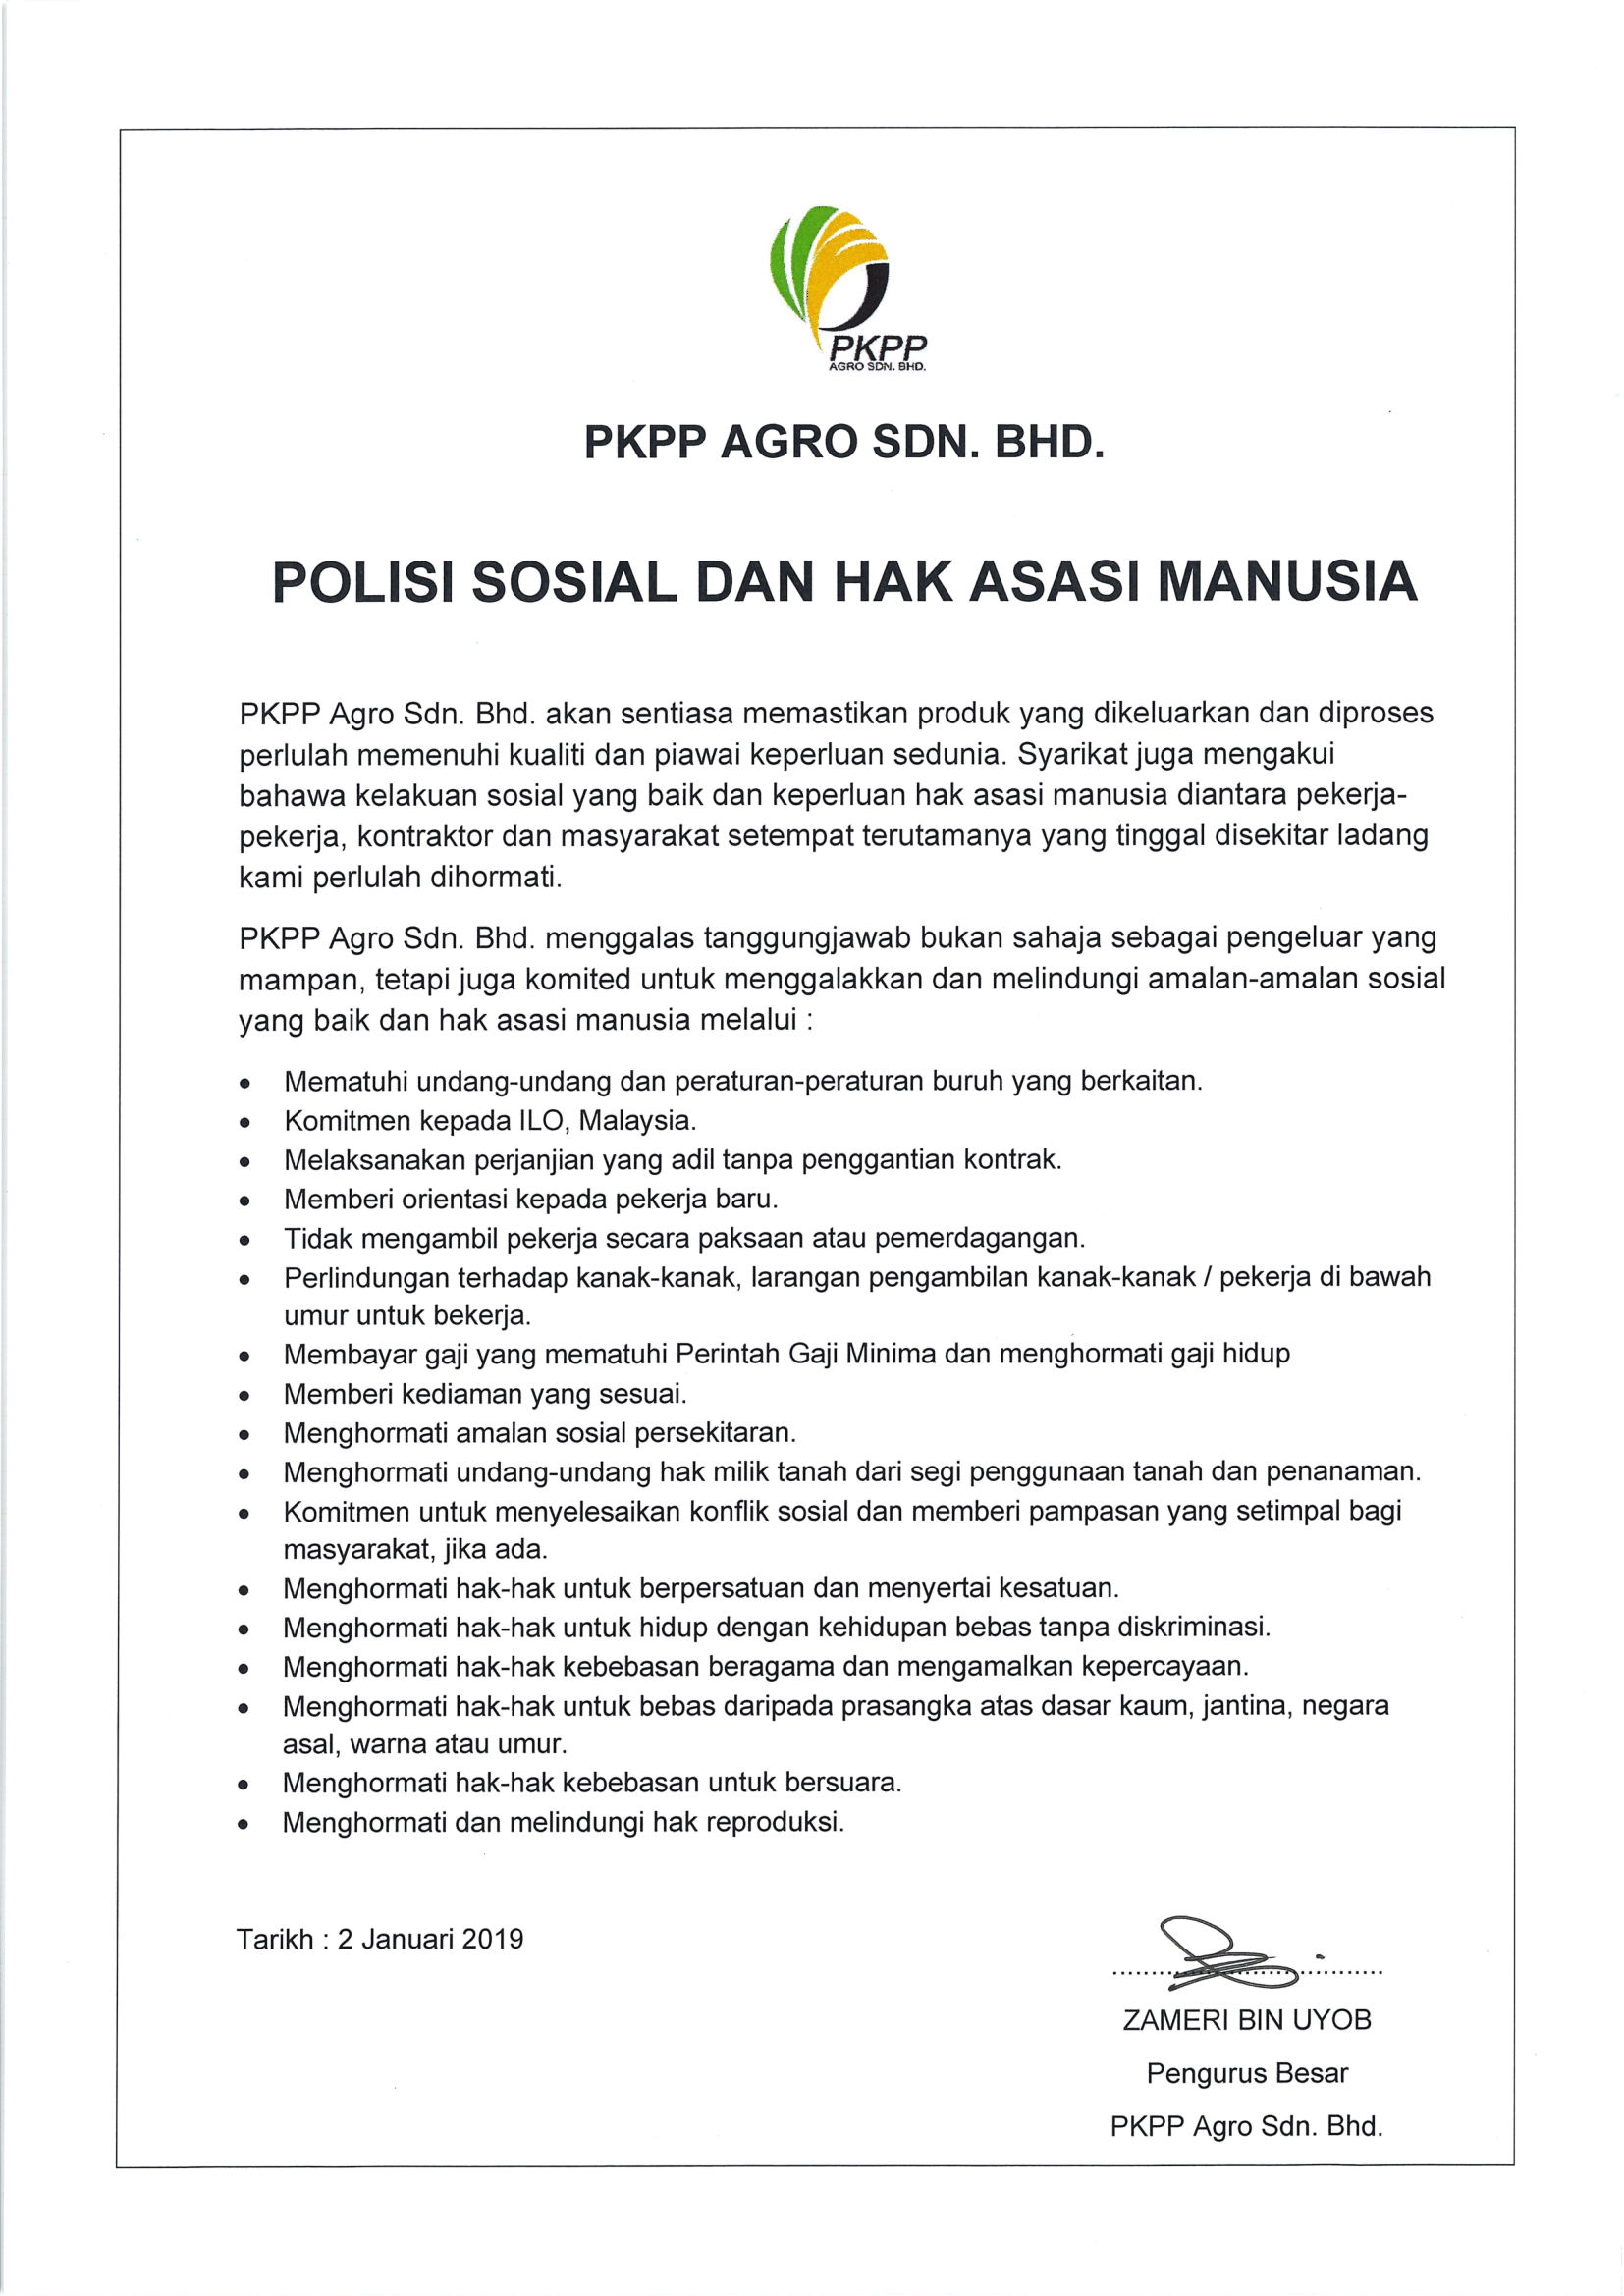 PKPP
AGRO SDN. BHD.
PKPP AGRO SDN. BHD.
POLISI SOSIAL DAN HAK ASASI MANUSIA
PKPP Agro Sdn. Bhd. akan sentiasa memastikan produk yang dikeluarkan dan diproses
perlulah memenuhi kualiti dan piawai keperluan sedunia. Syarikat juga mengakui
bahawa kelakuan sosial yang baik dan keperluan hak asasi manusia diantara pekerja-
pekerja, kontraktor dan masyarakat setempat terutamanya yang tinggal disekitar ladang
kami perlulah dihormati.
PKPP Agro Sdn. Bhd. menggalas tanggungjawab bukan sahaja sebagai pengeluar yang
mampan, tetapi juga komited untuk menggalakkan dan melindungi amalan-amalan sosial
yang baik dan hak asasi manusia melalui :
• Mematuhi undang-undang dan peraturan-peraturan buruh yang berkaitan.
• Komitmen kepada ILO, Malaysia.
• Melaksanakan perjanjian yang adil tanpa penggantian kontrak.
• Memberi orientasi kepada pekerja baru.
• Tidak mengambil pekerja secara paksaan atau pemerdagangan.
• Perlindungan terhadap kanak-kanak, larangan pengambilan kanak-kanak / pekerja di bawah
umur untuk bekerja.
• Membayar gaji yang mematuhi Perintah Gaji Minima dan menghormati gaji hidup
• Memberi kediaman yang sesuai.
• Menghormati amalan sosial persekitaran.
• Menghormati undang-undang hak milik tanah dari segi penggunaan tanah dan penanaman.
• Komitmen untuk menyelesaikan konflik sosial dan memberi pampasan yang setimpal bagi
masyarakat, jika ada.
• Menghormati hak-hak untuk berpersatuan dan menyertai kesatuan.
• Menghormati hak-hak untuk hidup dengan kehidupan bebas tanpa diskriminasi.
• Menghormati hak-hak kebebasan beragama dan mengamalkan kepercayaan.
• Menghormati hak-hak untuk bebas daripada prasangka atas dasar kaum, jantina, negara
asal, warna atau umur.
• Menghormati hak-hak kebebasan untuk bersuara.
• Menghormati dan melindungi hak reproduksi.
Tarikh : 2 Januari 2019
ZAMERI BIN UYOB
Pengurus Besar
PKPP Agro Sdn. Bhd.